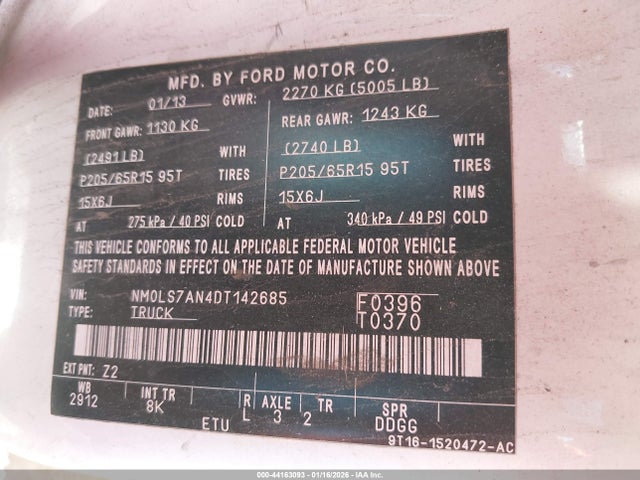 MFD. BY FORD MOTOR CO.
DATE: 01/13 GVWR: 2270 KG (5005 LB)
FRONT GAWR: 1130 KG REAR GAWR: 1243 KG
(2491 LB) WITH (2740 LB) WITH
P205/65R15 95T TIRES P205/65R15 95T TIRES
15X6J RIMS 15X6J RIMS
AT 275 kPa / 40 PSI COLD AT 340 kPa / 49 PSI COLD
THIS VEHICLE CONFORMS TO ALL APPLICABLE FEDERAL MOTOR VEHICLE
SAFETY STANDARDS IN EFFECT ON THE DATE OF MANUFACTURE SHOWN ABOVE
VIN: NM0LS7AN4DT142685 F0396
TYPE: TRUCK T0370
EXT PNT: Z2
WB INT TR R AXLE TR SPR
2912 8K L 3 2 DDGG
ETU 9T16-1520472-AC
000-44163093 - 01/16/2026 - © Copyright 2026, IAA, Inc.